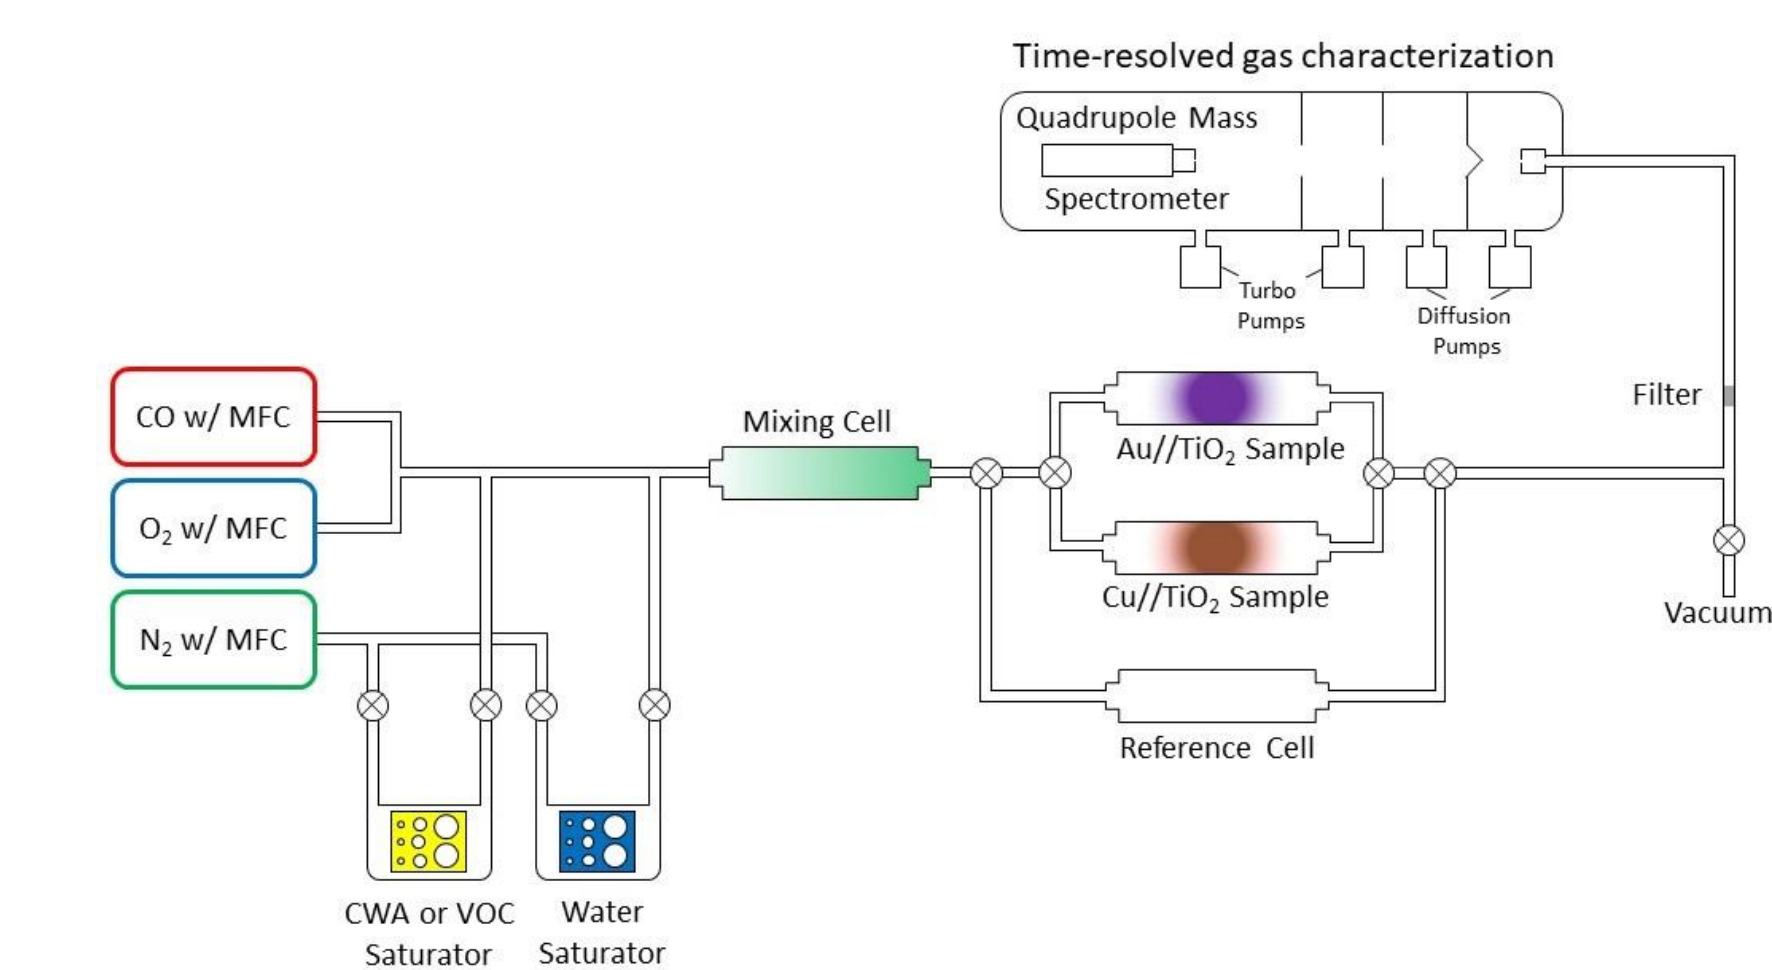 Time-resolved gas characterization
Quadrupole Mass
Spectrometer
Turbo
Pumps
Diffusion
Pumps
Filter
CO w/ MFC
O₂ w/ MFC
N₂ w/ MFC
Mixing Cell
Au//TiO₂ Sample
Cu//TiO₂ Sample
Reference Cell
Vacuum
CWA or VOC
Saturator
Water
Saturator